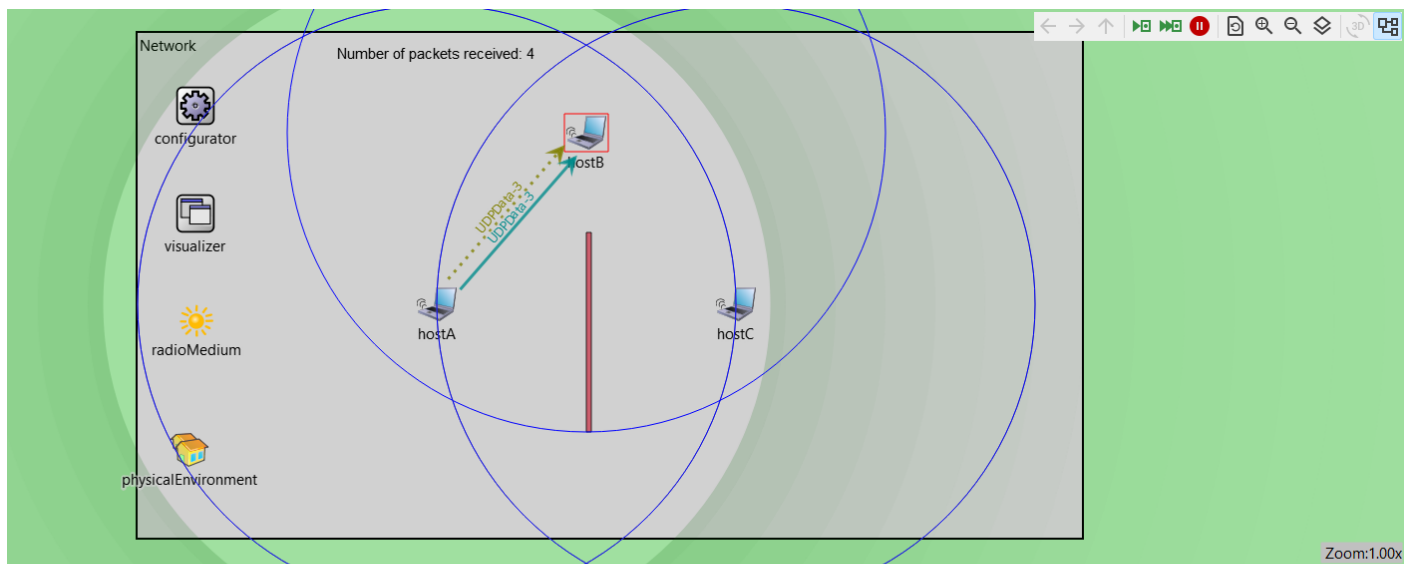 3D
Network
Number of packets received: 4
configurator
hostB
UDPData-3
UDPData-3
visualizer
hostA
hostC
radioMedium
physicalEnvironment
Zoom:1.00x